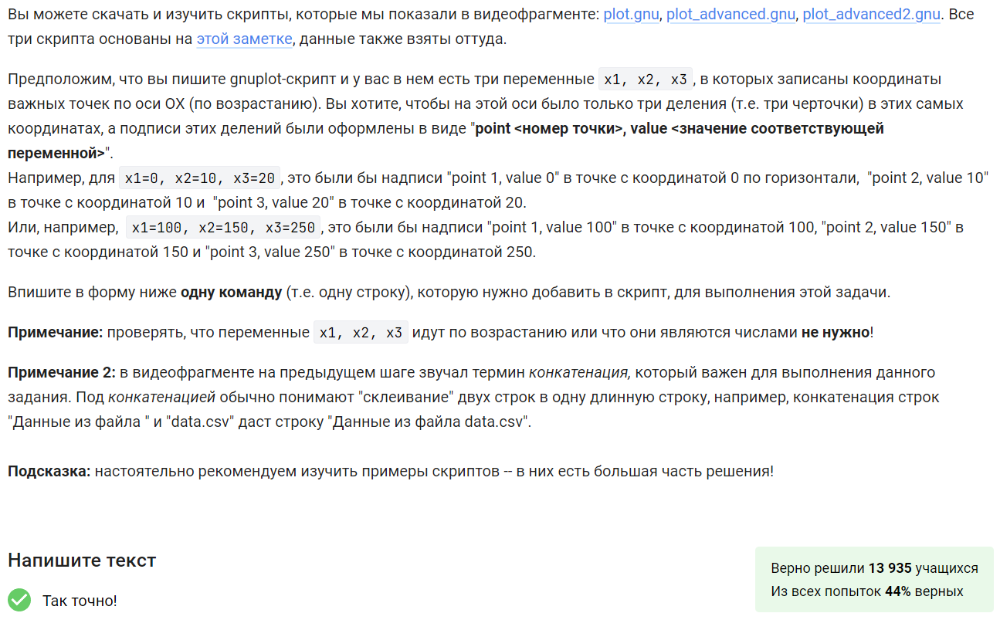 Вы можете скачать и изучить скрипты, которые мы показали в видеофрагменте: plot.gnu, plot_advanced.gnu, plot_advanced2.gnu. Все
три скрипта основаны на этой заметке, данные также взяты оттуда.
Предположим, что вы пишите gnuplot-скрипт и у вас в нем есть три переменные x1, x2, x3, в которых записаны координаты
важных точек по оси OX (по возрастанию). Вы хотите, чтобы на этой оси было только три деления (т.е. три черточки) в этих самых
координатах, а подписи этих делений были оформлены в виде "point <номер точки>, value <значение соответствующей
переменной>".
Например, для x1=0, x2=10, x3=20, это были бы надписи "point 1, value 0" в точке с координатой 0 по горизонтали, "point 2, value 10"
в точке с координатой 10 и "point 3, value 20" в точке с координатой 20.
Или, например, x1=100, x2=150, x3=250, это были бы надписи "point 1, value 100" в точке с координатой 100, "point 2, value 150" в
точке с координатой 150 и "point 3, value 250" в точке с координатой 250.
Впишите в форму ниже одну команду (т.е. одну строку), которую нужно добавить в скрипт, для выполнения этой задачи.
Примечание: проверять, что переменные x1, x2, x3 идут по возрастанию или что они являются числами не нужно!
Примечание 2: в видеофрагменте на предыдущем шаге звучал термин конкатенация, который важен для выполнения данного
задания. Под конкатенацией обычно понимают "склеивание" двух строк в одну длинную строку, например, конкатенация строк
"Данные из файла " и "data.csv" даст строку "Данные из файла data.csv".
Подсказка: настоятельно рекомендуем изучить примеры скриптов -- в них есть большая часть решения!
Напишите текст
Так точно!
Верно решили 13 935 учащихся
Из всех попыток 44% верных